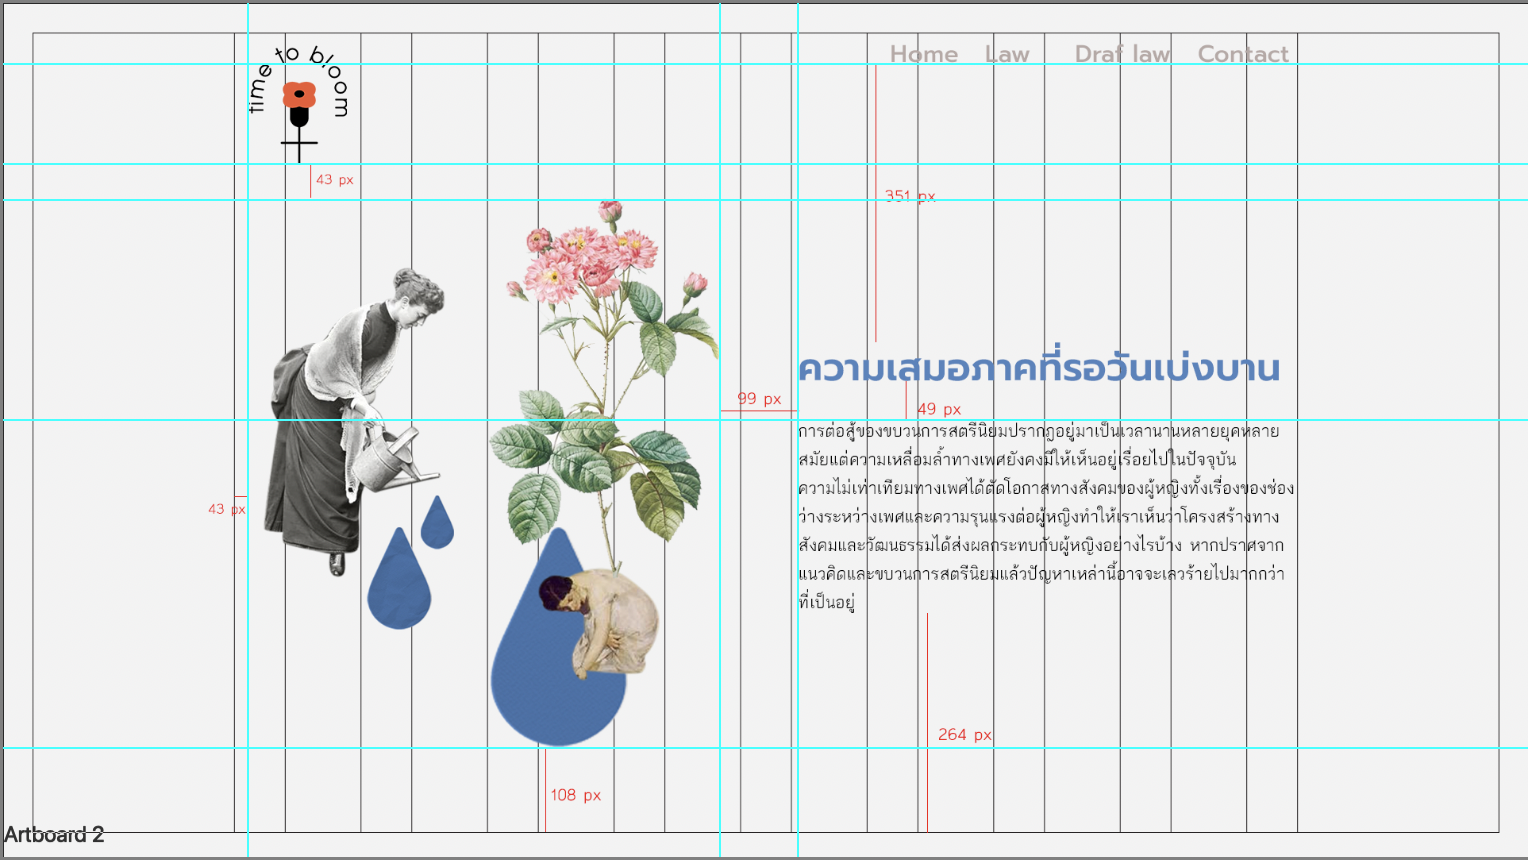 time to bloom
Home Law Draf law Contact
43 px
351 px
ความเสมอภาคที่รอวันเบ่งบาน
99 px
49 px
การต่อสู้ของขบวนการสตรีนิยมปรากฏอยู่มาเป็นเวลานานหลายยุคหลาย
สมัยแต่ความเหลื่อมล้ำทางเพศยังคงมีให้เห็นอยู่เรื่อยไปในปัจจุบัน
ความไม่เท่าเทียมทางเพศได้ตัดโอกาสทางสังคมของผู้หญิงทั้งเรื่องของช่อง
ว่างระหว่างเพศและความรุนแรงต่อผู้หญิงทำให้เราเห็นว่าโครงสร้างทาง
สังคมและวัฒนธรรมได้ส่งผลกระทบกับผู้หญิงอย่างไรบ้าง หากปราศจาก
แนวคิดและขบวนการสตรีนิยมแล้วปัญหาเหล่านี้อาจจะเลวร้ายไปมากกว่า
ที่เป็นอยู่
43 px
264 px
108 px
Artboard 2